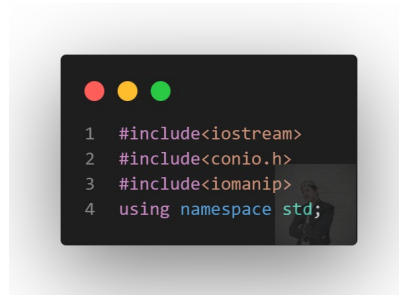 1 #include<iostream>
2 #include<conio.h>
3 #include<iomanip>
4 using namespace std;